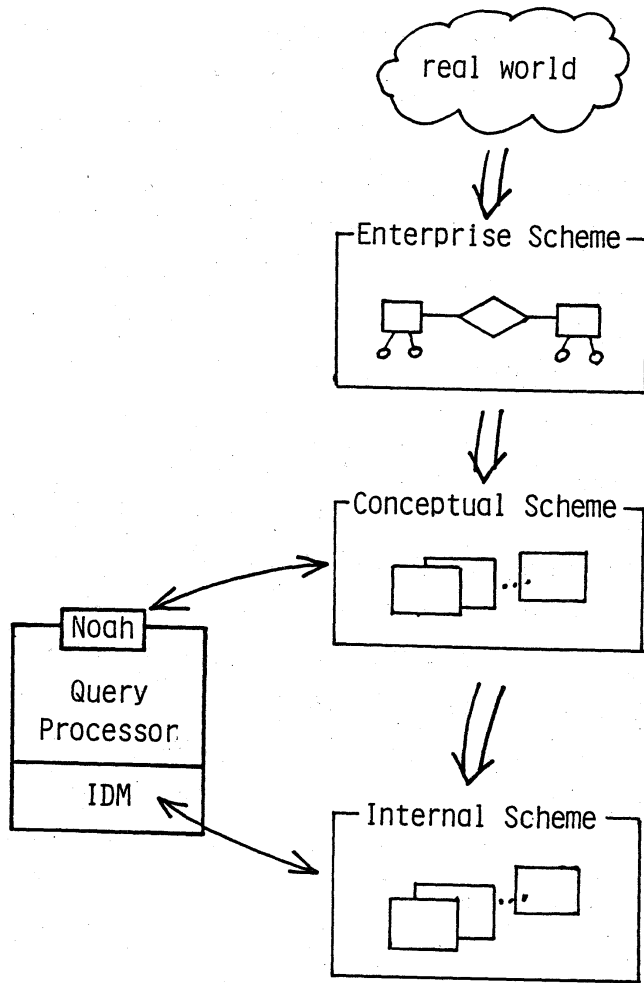 real world
Enterprise Scheme
Conceptual Scheme
Noah
Query
Processor
IDM
Internal Scheme